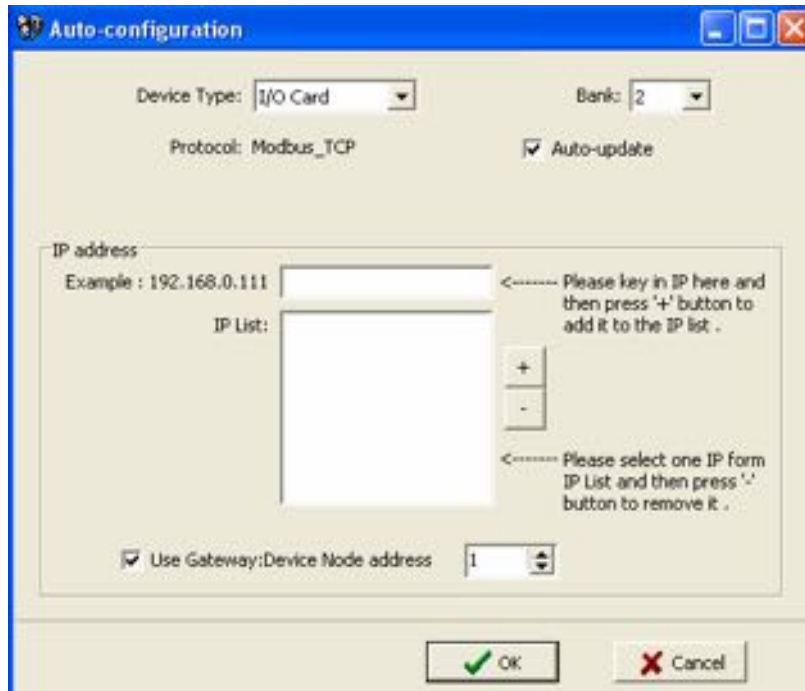 Auto-configuration
Device Type: I/O Card
Bank: 2
Protocol: Modbus_TCP
Auto-update
IP address
Example : 192.168.0.111
<------- Please key in IP here and
then press '+' button to
add it to the IP list .
IP List:
+
-
<------- Please select one IP form
IP List and then press '-'
button to remove it .
Use Gateway:Device Node address
1
OK
Cancel